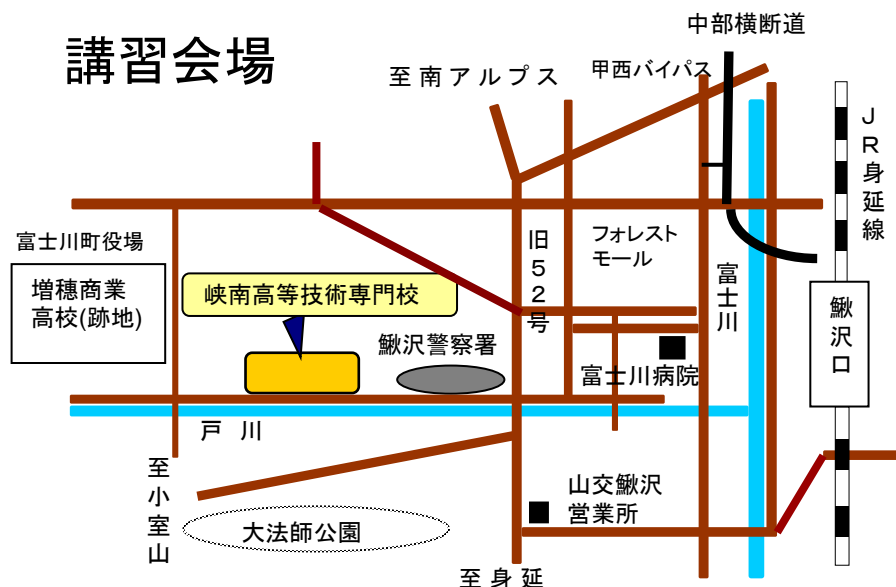 講習会場
中部横断道
至南アルプス
甲西バイパス
JR身延線
富士川町役場
増穂商業
高校(跡地)
峡南高等技術専門校
旧52号
フォレスト
モール
富士川
鰍沢口
鰍沢警察署
富士川病院
戸川
至小室山
大法師公園
山交鰍沢
営業所
至身延